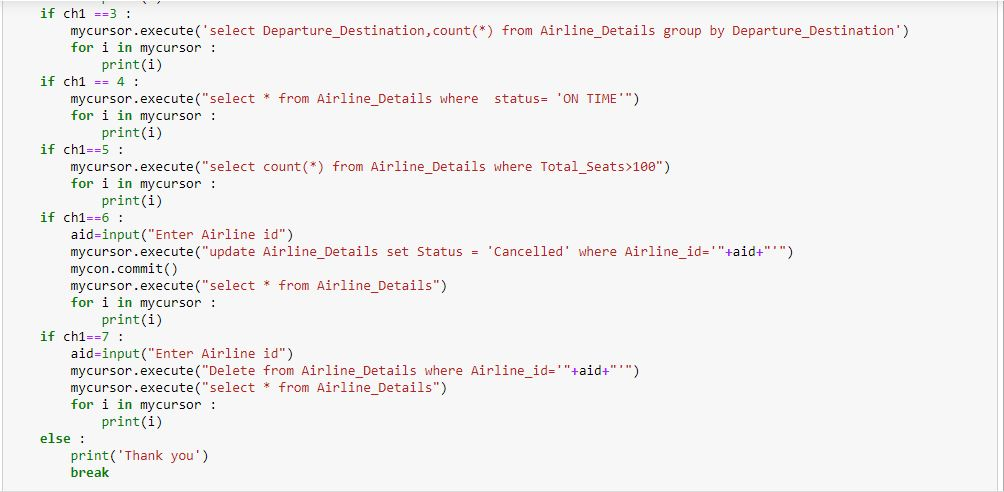 if ch1 ==3 :
mycursor.execute('select Departure_Destination,count(*) from Airline_Details group by Departure_Destination')
for i in mycursor :
print(i)
if ch1 == 4 :
mycursor.execute("select * from Airline_Details where  status= 'ON TIME'")
for i in mycursor :
print(i)
if ch1==5 :
mycursor.execute("select count(*) from Airline_Details where Total_Seats>100")
for i in mycursor :
print(i)
if ch1==6 :
aid=input("Enter Airline id")
mycursor.execute("update Airline_Details set Status = 'Cancelled' where Airline_id='"+aid+"'")
mycon.commit()
mycursor.execute("select * from Airline_Details")
for i in mycursor :
print(i)
if ch1==7 :
aid=input("Enter Airline id")
mycursor.execute("Delete from Airline_Details where Airline_id='"+aid+"'")
mycursor.execute("select * from Airline_Details")
for i in mycursor :
print(i)
else :
print('Thank you')
break